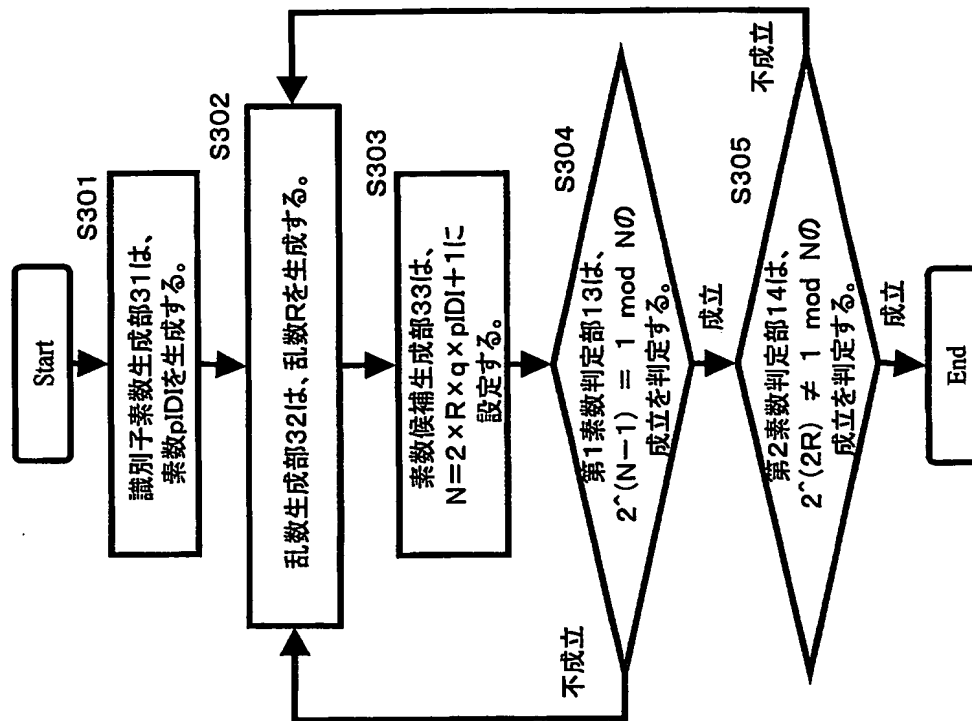 Start
S301
識別子素数生成部31は、
素数pIDIを生成する。
S302
乱数生成部32は、乱数Rを生成する。
S303
素数候補生成部33は、
N=2×R×q×pIDI+1に
設定する。
S304
第1素数判定部13は、
2^(N-1) = 1 mod Nの
成立を判定する。
不成立
成立
S305
第2素数判定部14は、
2^(2R) ≠ 1 mod Nの
成立を判定する。
不成立
成立
End